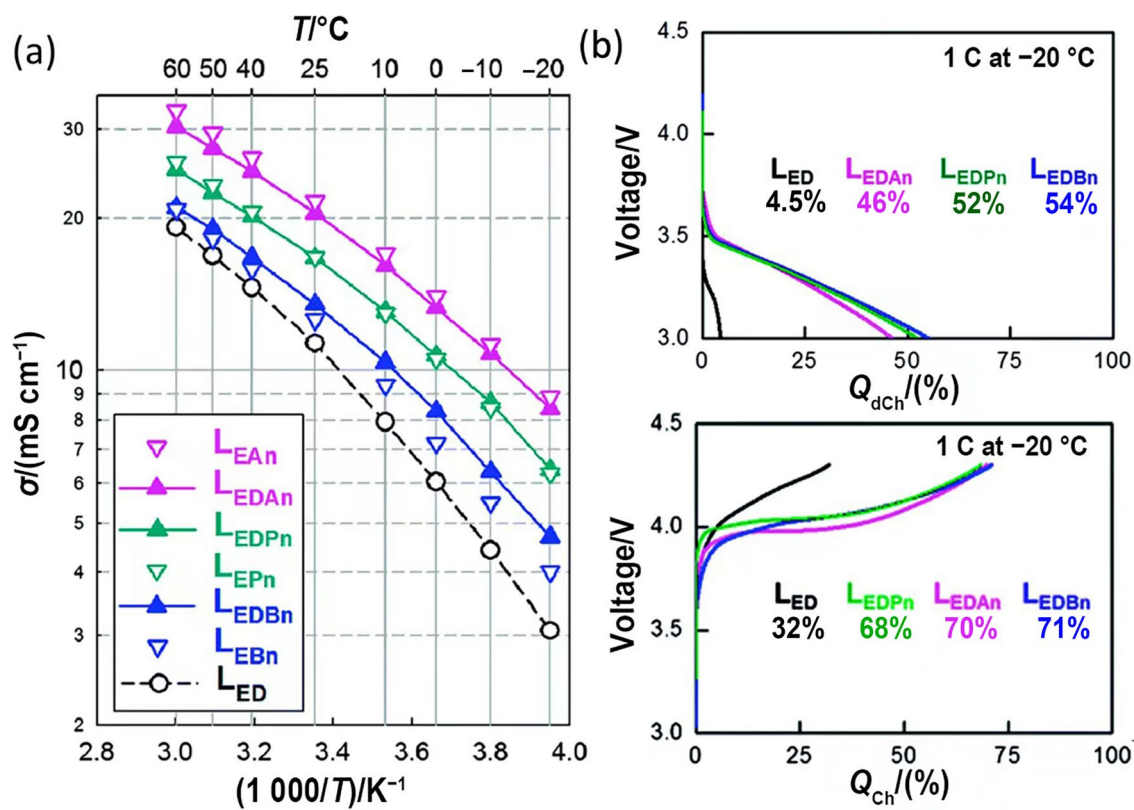 (a)
T/°C
60 50 40 25 10 0 −10 −20
30
20
10
9
8
7
6
5
4
3
2
σ/(mS cm⁻¹)
L_EAn
L_EDAn
L_EDPn
L_EPn
L_EDBn
L_EBn
L_ED
2.8 3.0 3.2 3.4 3.6 3.8 4.0
(1 000/T)/K⁻¹
(b)
4.5
4.0
3.5
3.0
Voltage/V
1 C at −20 °C
L_ED L_EDAn L_EDPn L_EDBn
4.5% 46% 52% 54%
0 25 50 75 100
Q_dCh/(%)
4.5
4.0
3.5
3.0
Voltage/V
1 C at −20 °C
L_ED L_EDPn L_EDAn L_EDBn
32% 68% 70% 71%
0 25 50 75 100
Q_Ch/(%)